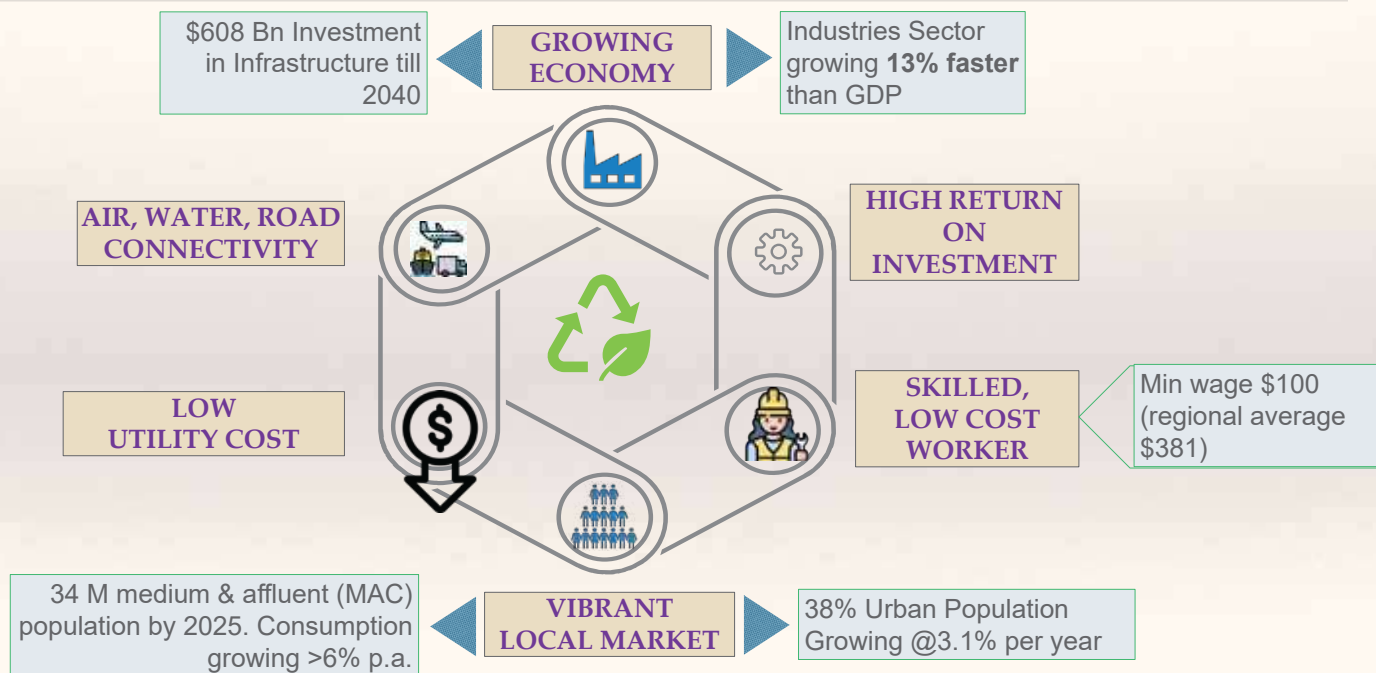 $608 Bn Investment
in Infrastructure till
2040
GROWING
ECONOMY
Industries Sector
growing 13% faster
than GDP
AIR, WATER, ROAD
CONNECTIVITY
HIGH RETURN
ON
INVESTMENT
LOW
UTILITY COST
$
SKILLED,
LOW COST
WORKER
Min wage $100
(regional average
$381)
34 M medium & affluent (MAC)
population by 2025. Consumption
growing >6% p.a.
VIBRANT
LOCAL MARKET
38% Urban Population
Growing @3.1% per year